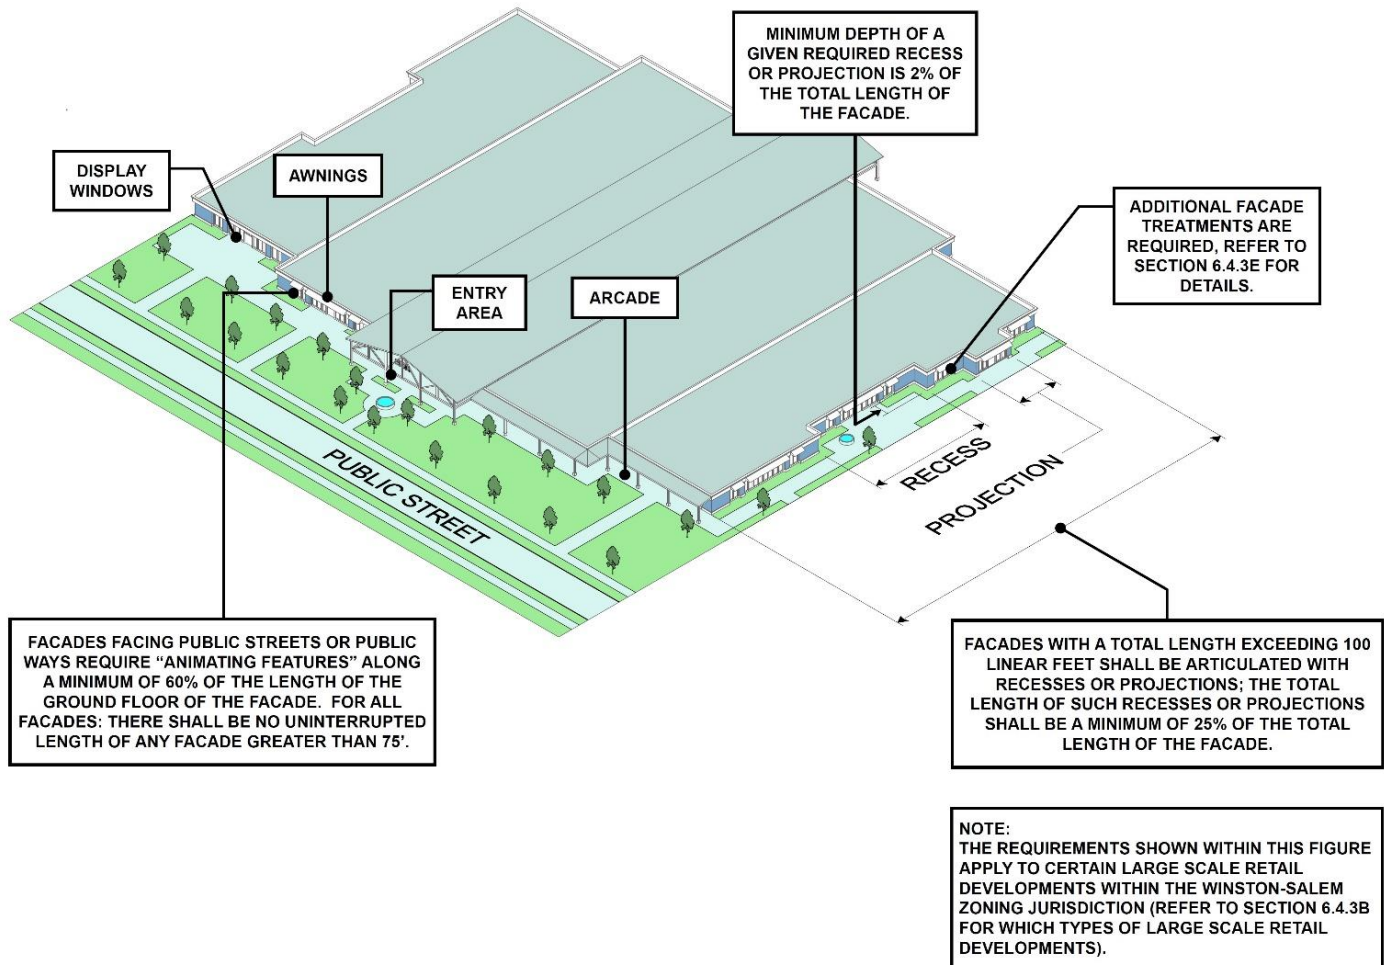 MINIMUM DEPTH OF A
GIVEN REQUIRED RECESS
OR PROJECTION IS 2% OF
THE TOTAL LENGTH OF
THE FACADE.
DISPLAY
WINDOWS
AWNINGS
ADDITIONAL FACADE
TREATMENTS ARE
REQUIRED, REFER TO
SECTION 6.4.3E FOR
DETAILS.
ENTRY
AREA
ARCADE
PUBLIC STREET
RECESS
PROJECTION
FACADES FACING PUBLIC STREETS OR PUBLIC
WAYS REQUIRE “ANIMATING FEATURES” ALONG
A MINIMUM OF 60% OF THE LENGTH OF THE
GROUND FLOOR OF THE FACADE.  FOR ALL
FACADES: THERE SHALL BE NO UNINTERRUPTED
LENGTH OF ANY FACADE GREATER THAN 75’.
FACADES WITH A TOTAL LENGTH EXCEEDING 100
LINEAR FEET SHALL BE ARTICULATED WITH
RECESSES OR PROJECTIONS; THE TOTAL
LENGTH OF SUCH RECESSES OR PROJECTIONS
SHALL BE A MINIMUM OF 25% OF THE TOTAL
LENGTH OF THE FACADE.
NOTE:
THE REQUIREMENTS SHOWN WITHIN THIS FIGURE
APPLY TO CERTAIN LARGE SCALE RETAIL
DEVELOPMENTS WITHIN THE WINSTON-SALEM
ZONING JURISDICTION (REFER TO SECTION 6.4.3B
FOR WHICH TYPES OF LARGE SCALE RETAIL
DEVELOPMENTS).